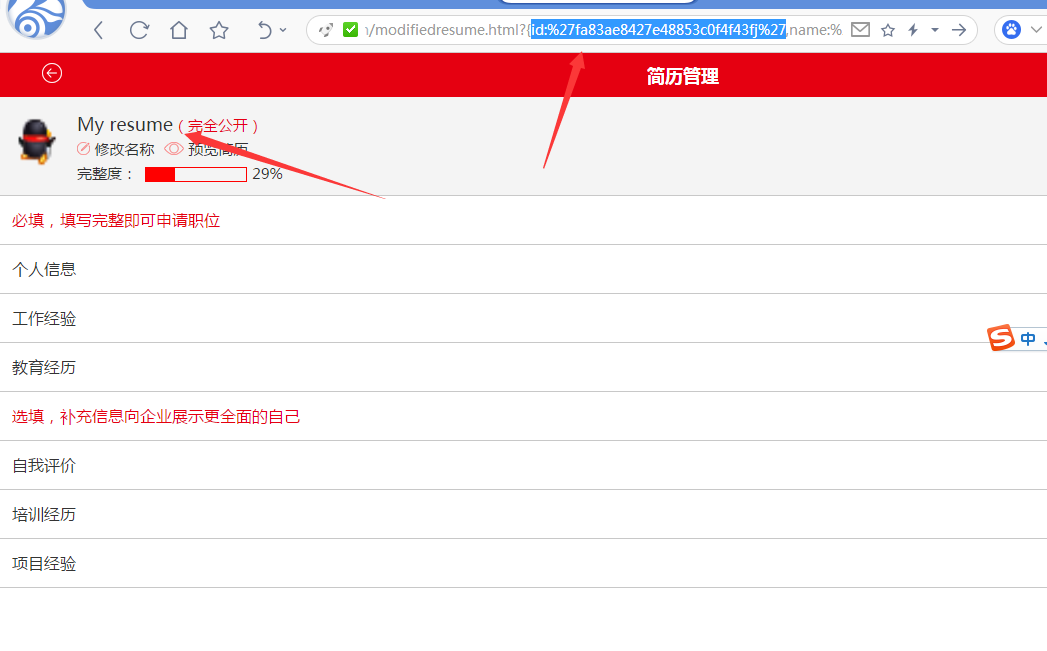 /modifiedresume.html?{id:%27fa83ae8427e48853c0f4f43fj%27,name:%
简历管理
My resume ( 完全公开 )
修改名称 预览简历
完整度： 29%
必填，填写完整即可申请职位
个人信息
工作经验
中
教育经历
选填，补充信息向企业展示更全面的自己
自我评价
培训经历
项目经验